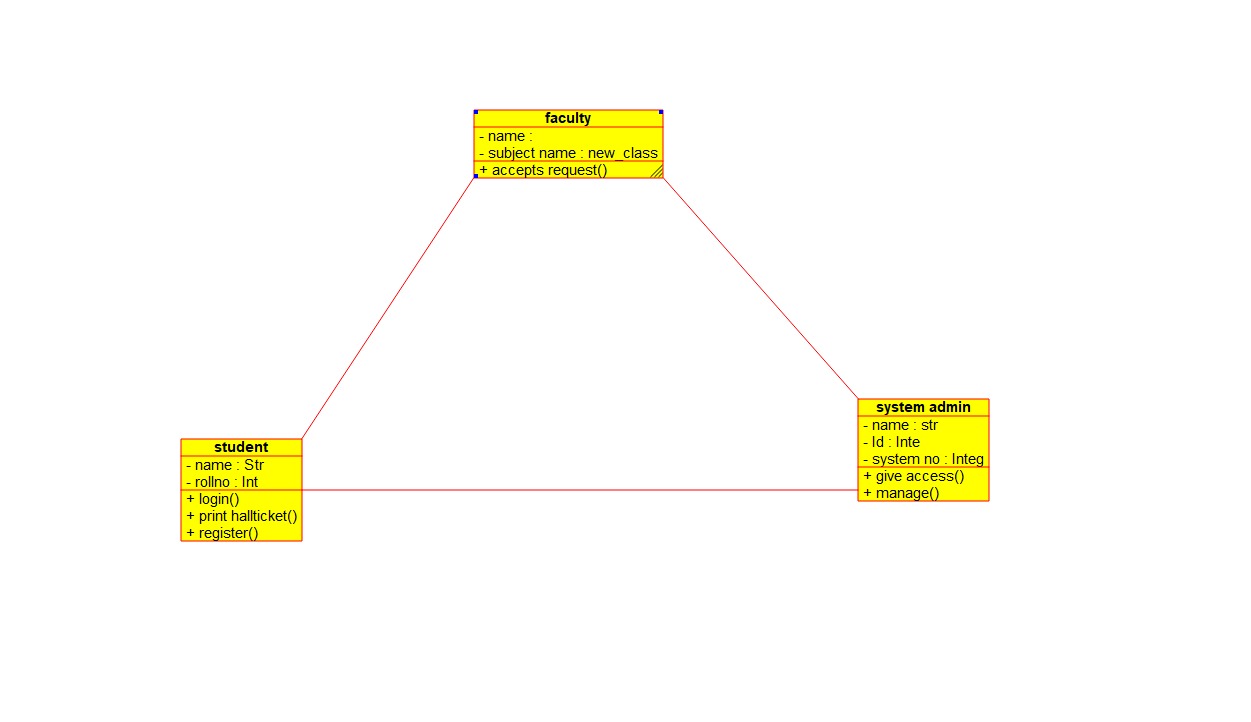 faculty
- name :
- subject name : new_class
+ accepts request()
system admin
- name : str
- Id : Inte
- system no : Integ
+ give access()
+ manage()
student
- name : Str
- rollno : Int
+ login()
+ print hallticket()
+ register()